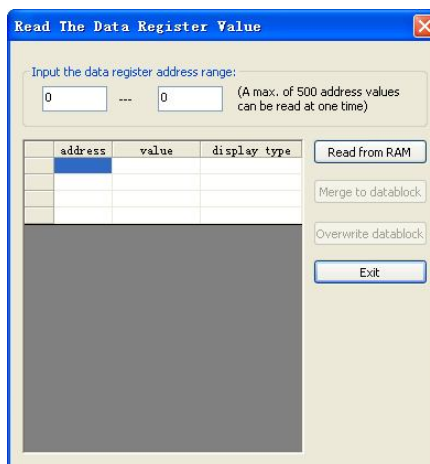 Read The Data Register Value
Input the data register address range:
0 --- 0 (A max. of 500 address values
can be read at one time)
address value display type
Read from RAM
Merge to datablock
Overwrite datablock
Exit